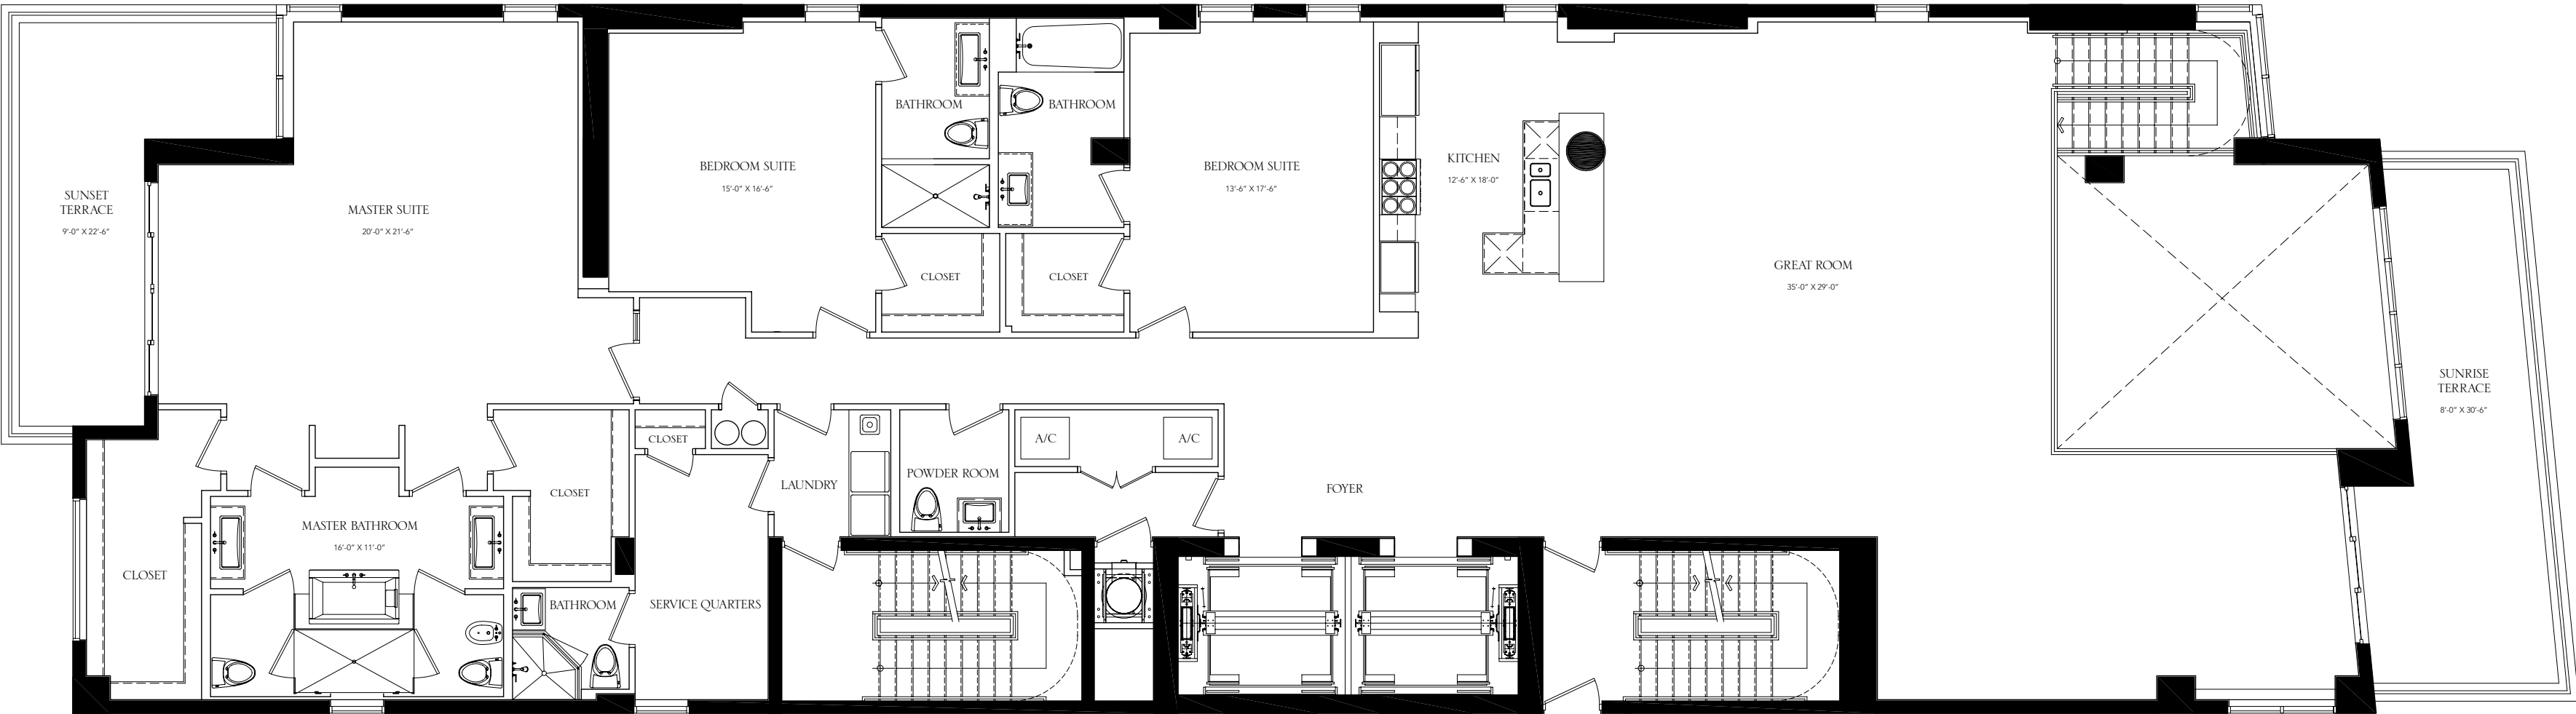 SUNSET
TERRACE
9'-0" X 22'-6"
MASTER SUITE
20'-0" X 21'-6"
BEDROOM SUITE
15'-0" X 16'-6"
BATHROOM
BATHROOM
CLOSET
CLOSET
BEDROOM SUITE
13'-6" X 17'-6"
KITCHEN
12'-6" X 18'-0"
GREAT ROOM
35'-0" X 29'-0"
SUNRISE
TERRACE
8'-0" X 30'-6"
CLOSET
MASTER BATHROOM
16'-0" X 11'-0"
CLOSET
CLOSET
BATHROOM
SERVICE QUARTERS
LAUNDRY
POWDER ROOM
A/C
A/C
FOYER